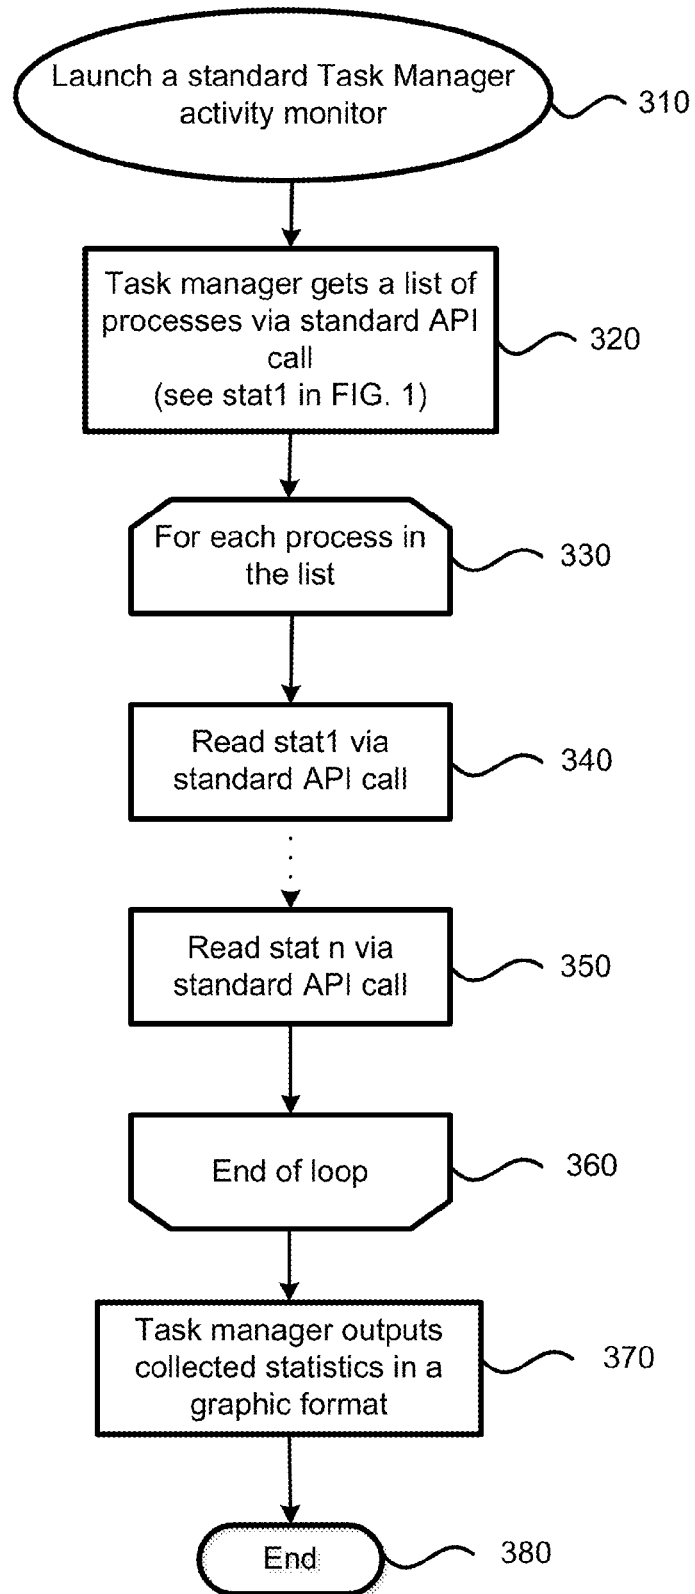 Launch a standard Task Manager
activity monitor
310
Task manager gets a list of
processes via standard API
call
(see stat1 in FIG. 1)
320
For each process in
the list
330
Read stat1 via
standard API call
340
Read stat n via
standard API call
350
End of loop
360
Task manager outputs
collected statistics in a
graphic format
370
End
380